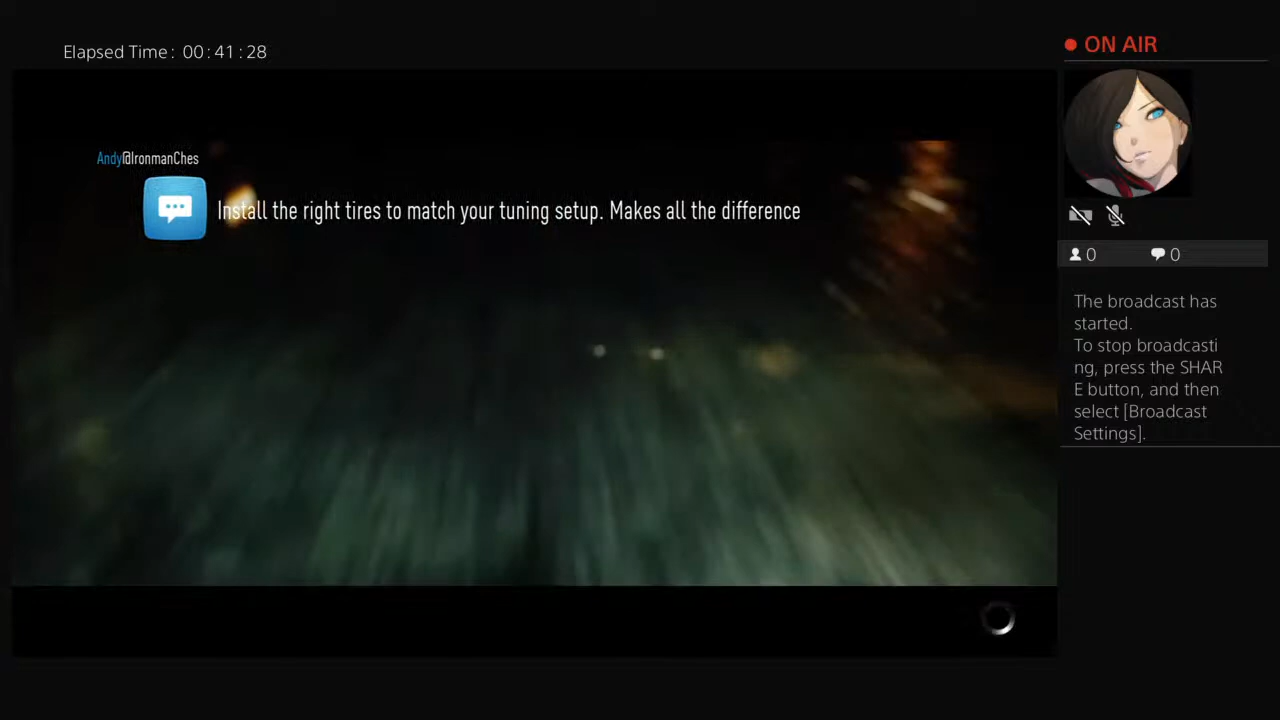 Elapsed Time: 00:41:28
ON AIR
Andy@IronmanChes
Install the right tires to match your tuning setup. Makes all the difference
0 0
The broadcast has
started.
To stop broadcasti
ng, press the SHAR
E button, and then
select [Broadcast
Settings].